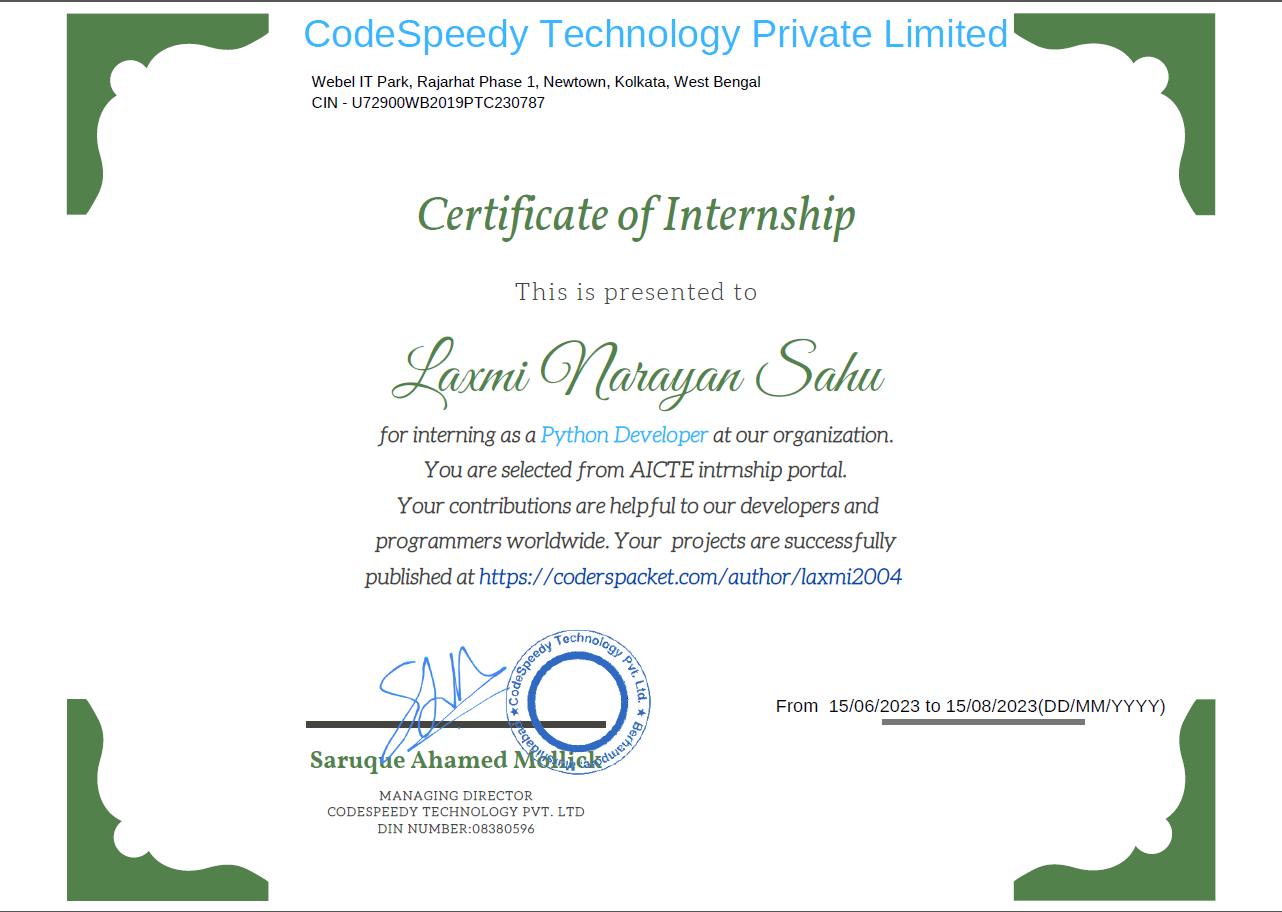 CodeSpeedy Technology Private Limited
Webel IT Park, Rajarhat Phase 1, Newtown, Kolkata, West Bengal
CIN - U72900WB2019PTC230787
Certificate of Internship
This is presented to
Laxmi Narayan Sahu
for interning as a Python Developer at our organization.
You are selected from AICTE intrnship portal.
Your contributions are helpful to our developers and
programmers worldwide. Your projects are successfully
published at https://coderspacket.com/author/laxmi2004
★ CodeSpeedy Technology Pvt. Ltd. ★ Berhampore, Murshidabad
From 15/06/2023 to 15/08/2023(DD/MM/YYYY)
Saruque Ahamed Mollick
MANAGING DIRECTOR
CODESPEEDY TECHNOLOGY PVT. LTD
DIN NUMBER:08380596